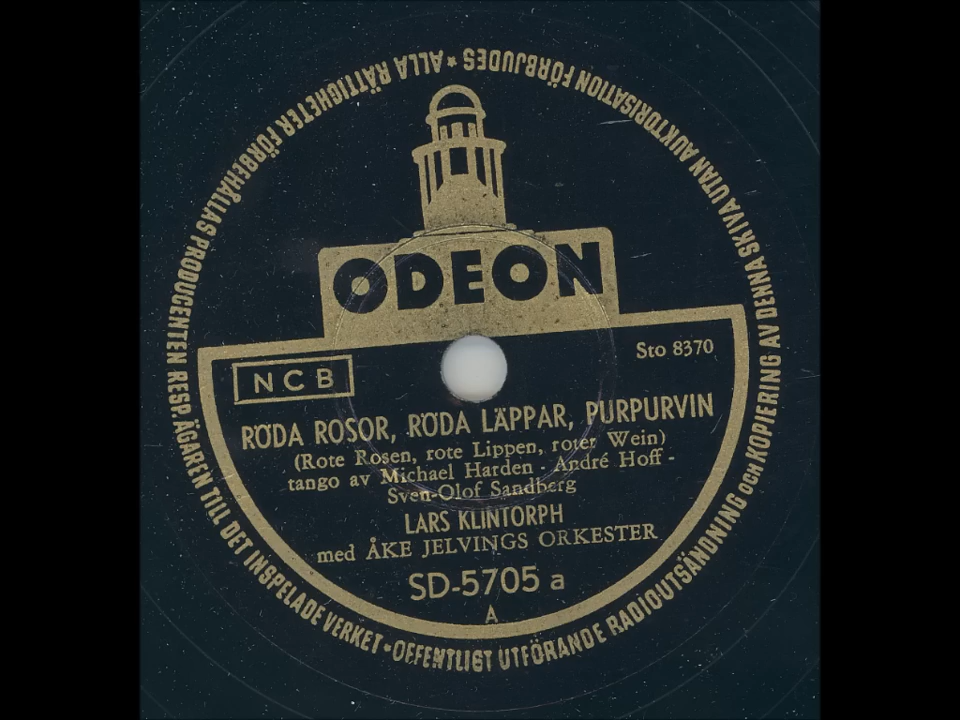 ALLA RÄTTIGHETER FÖRBEHÅLLAS PRODUCENTEN RESP. ÄGAREN TILL DET INSPELADE VERKET • OFFENTLIGT UTFÖRANDE RADIOUTSÄNDNING OCH KOPIERING AV DENNA SKIVA UTAN AUKTORISATION FÖRBJUDES *
ODEON
Sto 8370
NCB
RÖDA ROSOR, RÖDA LÄPPAR, PURPURVIN
(Rote Rosen, rote Lippen, roter Wein)
tango av Michael Harden - André Hoff -
Sven-Olof Sandberg
LARS KLINTORPH
med ÅKE JELVINGS ORKESTER
SD-5705 a
A